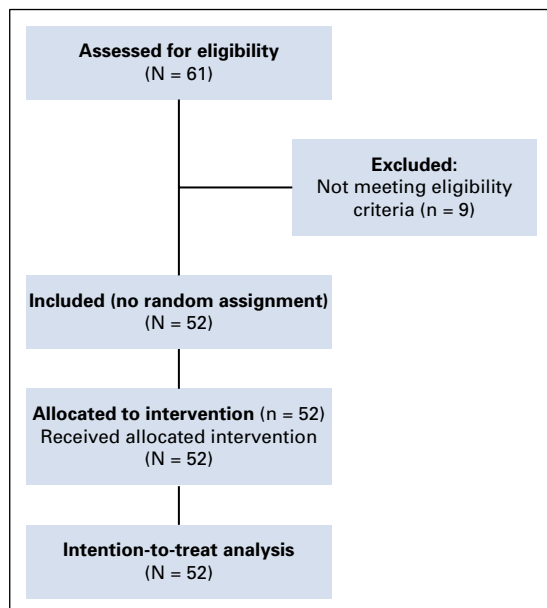 Assessed for eligibility
(N = 61)
Excluded:
Not meeting eligibility
criteria (n = 9)
Included (no random assignment)
(N = 52)
Allocated to intervention (n = 52)
Received allocated intervention
(N = 52)
Intention-to-treat analysis
(N = 52)